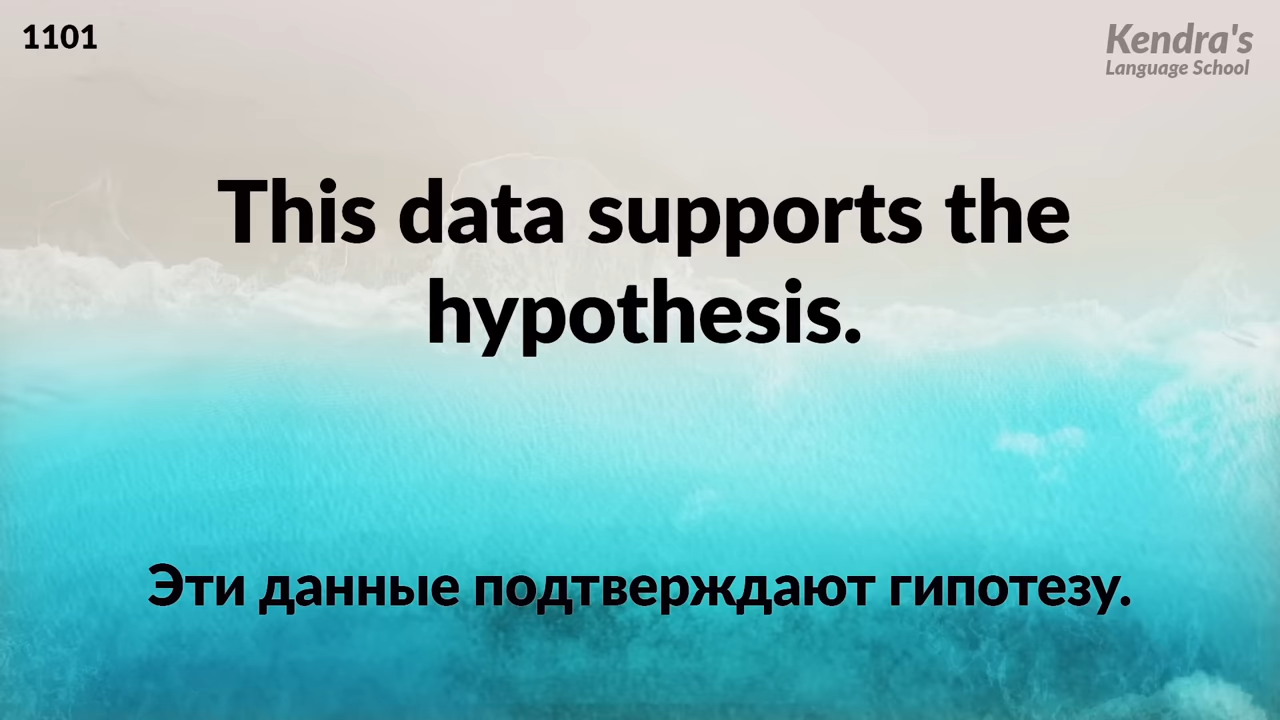 1101
Kendra's
Language School
This data supports the
hypothesis.
Эти данные подтверждают гипотезу.